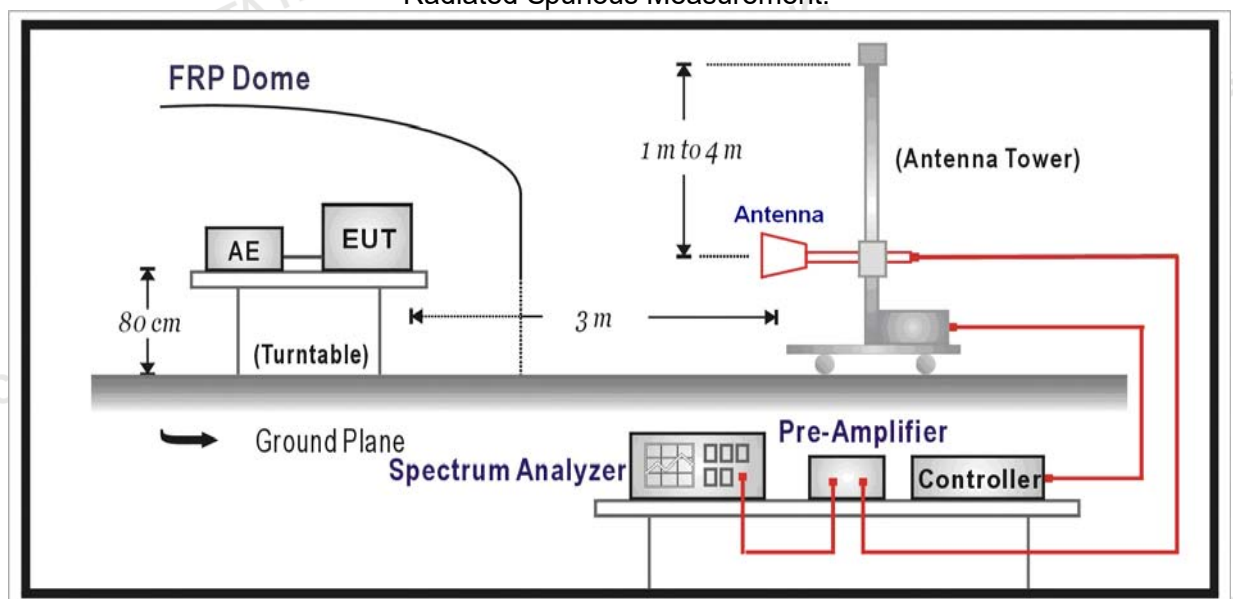 Radiated Spurious Measurement:
FRP Dome
1 m to 4 m
(Antenna Tower)
Antenna
AE
EUT
80 cm
3 m
(Turntable)
Ground Plane
Pre-Amplifier
Spectrum Analyzer
Controller